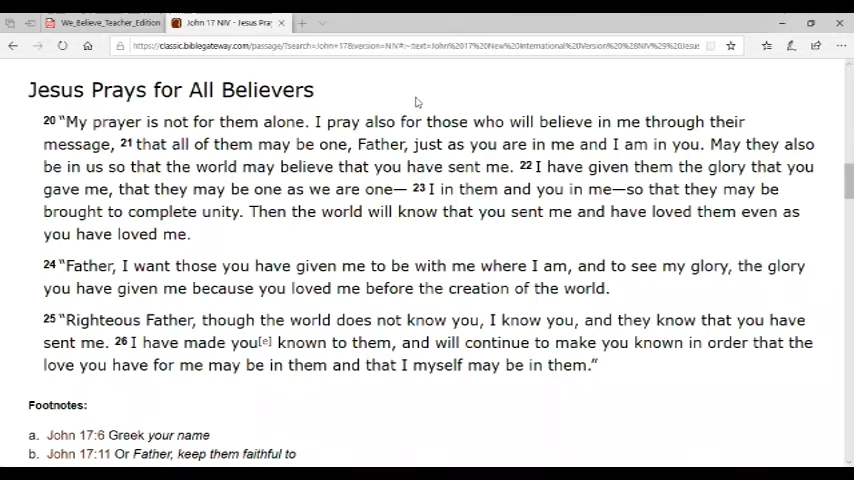 We_Believe_Teacher_Edition
John 17 NIV - Jesus Pray
https://classic.biblegateway.com/passage/?search=John+17&version=NIV#:~:text=John%2017%20New%20International%20Version%20%28NIV%29%20Jesus
Jesus Prays for All Believers
20 “My prayer is not for them alone. I pray also for those who will believe in me through their
message, 21 that all of them may be one, Father, just as you are in me and I am in you. May they also
be in us so that the world may believe that you have sent me. 22 I have given them the glory that you
gave me, that they may be one as we are one— 23 I in them and you in me—so that they may be
brought to complete unity. Then the world will know that you sent me and have loved them even as
you have loved me.
24 “Father, I want those you have given me to be with me where I am, and to see my glory, the glory
you have given me because you loved me before the creation of the world.
25 “Righteous Father, though the world does not know you, I know you, and they know that you have
sent me. 26 I have made you[e] known to them, and will continue to make you known in order that the
love you have for me may be in them and that I myself may be in them.”
Footnotes:
a. John 17:6 Greek your name
b. John 17:11 Or Father, keep them faithful to